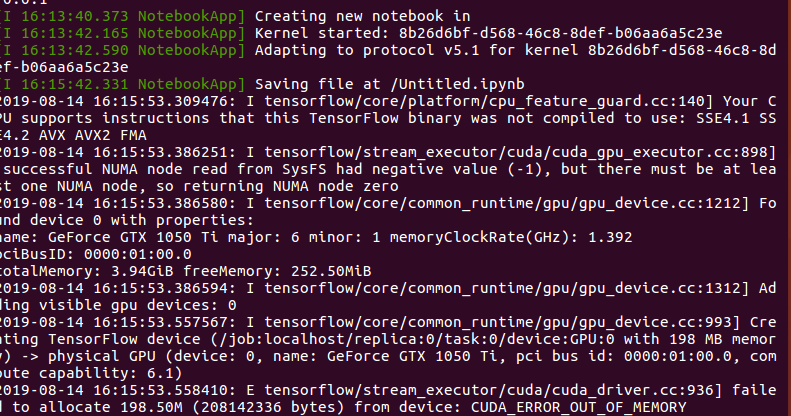 0.0.1
[I 16:13:40.373 NotebookApp] Creating new notebook in
[I 16:13:42.165 NotebookApp] Kernel started: 8b26d6bf-d568-46c8-8def-b06aa6a5c23e
[I 16:13:42.590 NotebookApp] Adapting to protocol v5.1 for kernel 8b26d6bf-d568-46c8-8d
ef-b06aa6a5c23e
[I 16:15:42.331 NotebookApp] Saving file at /Untitled.ipynb
2019-08-14 16:15:53.309476: I tensorflow/core/platform/cpu_feature_guard.cc:140] Your C
PU supports instructions that this TensorFlow binary was not compiled to use: SSE4.1 SS
E4.2 AVX AVX2 FMA
2019-08-14 16:15:53.386251: I tensorflow/stream_executor/cuda/cuda_gpu_executor.cc:898]
successful NUMA node read from SysFS had negative value (-1), but there must be at lea
st one NUMA node, so returning NUMA node zero
2019-08-14 16:15:53.386580: I tensorflow/core/common_runtime/gpu/gpu_device.cc:1212] Fo
und device 0 with properties:
name: GeForce GTX 1050 Ti major: 6 minor: 1 memoryClockRate(GHz): 1.392
pciBusID: 0000:01:00.0
totalMemory: 3.94GiB freeMemory: 252.50MiB
2019-08-14 16:15:53.386594: I tensorflow/core/common_runtime/gpu/gpu_device.cc:1312] Ad
ding visible gpu devices: 0
2019-08-14 16:15:53.557567: I tensorflow/core/common_runtime/gpu/gpu_device.cc:993] Cre
ating TensorFlow device (/job:localhost/replica:0/task:0/device:GPU:0 with 198 MB memor
y) -> physical GPU (device: 0, name: GeForce GTX 1050 Ti, pci bus id: 0000:01:00.0, com
pute capability: 6.1)
2019-08-14 16:15:53.558410: E tensorflow/stream_executor/cuda/cuda_driver.cc:936] faile
d to allocate 198.50M (208142336 bytes) from device: CUDA_ERROR_OUT_OF_MEMORY